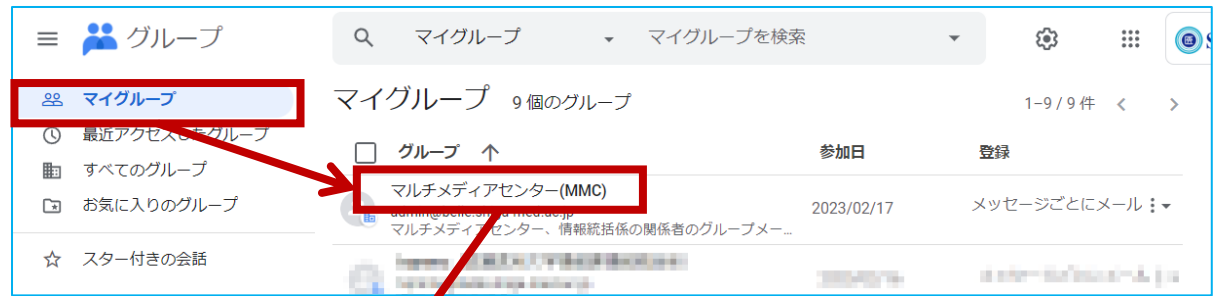 グループ
マイグループ
マイグループを検索
マイグループ
最近アクセスしたグループ
すべてのグループ
お気に入りのグループ
スター付きの会話
マイグループ 9 個のグループ
1–9 / 9 件
グループ ↑ 参加日 登録
マルチメディアセンター(MMC)
2023/02/17 メッセージごとにメール
マルチメディアセンター、情報統括係の関係者のグループメー...